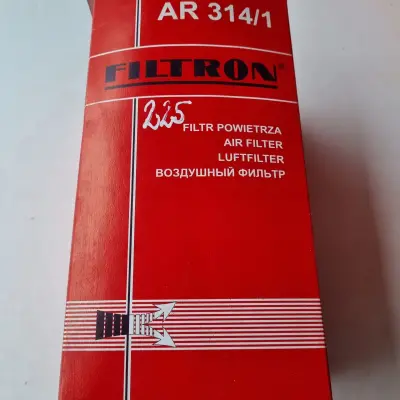 AR 314/1
FILTRON®
225
FILTR POWIETRZA
AIR FILTER
LUFTFILTER
ВОЗДУШНЫЙ ФИЛЬТР